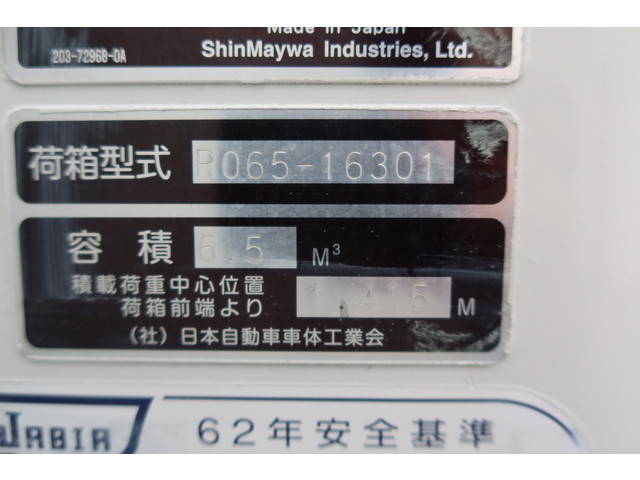 Made in Japan
203-72968-0A
ShinMaywa Industries, Ltd.
荷箱型式 R065-16301
容積 6.5 M³
積載荷重中心位置
荷箱前端より M
(社)日本自動車車体工業会
JABIA 62年安全基準